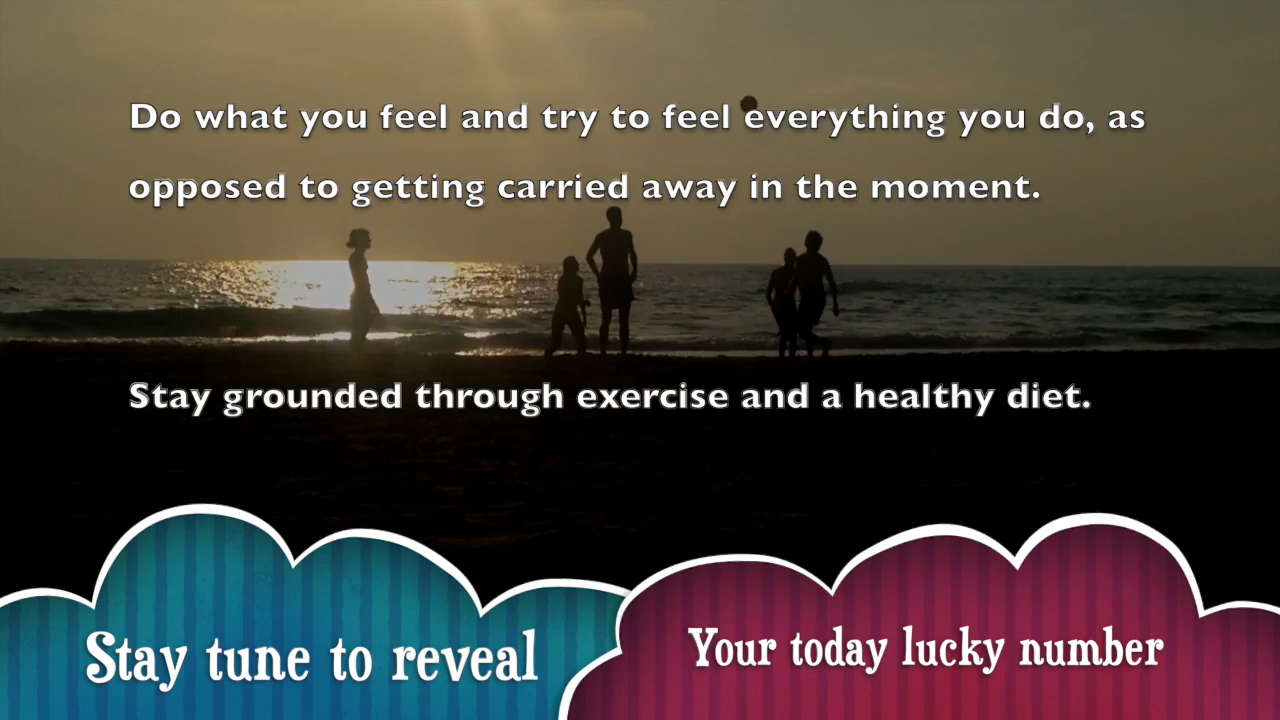 Do what you feel and try to feel everything you do, as
opposed to getting carried away in the moment.
Stay grounded through exercise and a healthy diet.
Stay tune to reveal
Your today lucky number